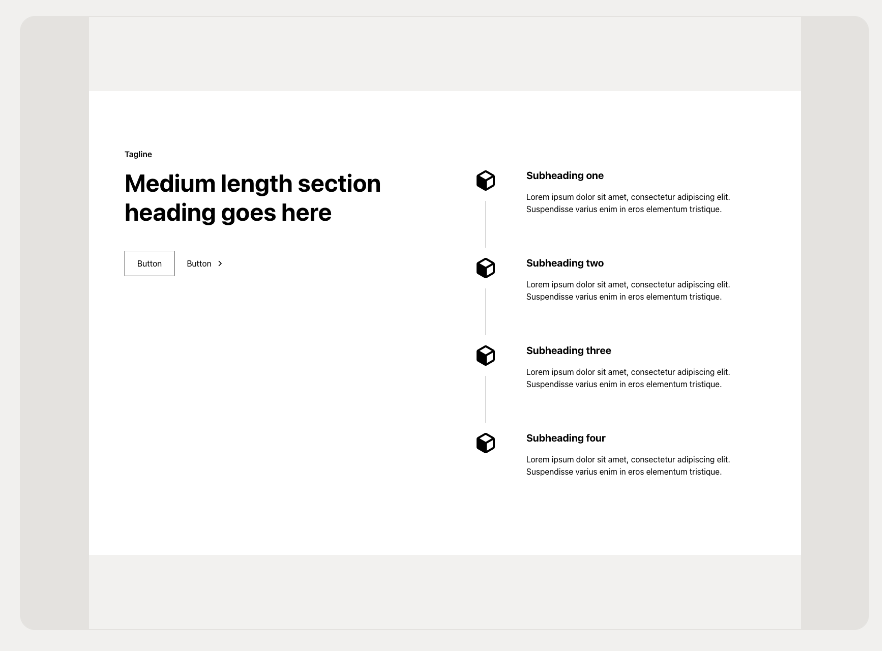 Tagline
Medium length section
heading goes here
Button
Button
Subheading one
Lorem ipsum dolor sit amet, consectetur adipiscing elit.
Suspendisse varius enim in eros elementum tristique.
Subheading two
Lorem ipsum dolor sit amet, consectetur adipiscing elit.
Suspendisse varius enim in eros elementum tristique.
Subheading three
Lorem ipsum dolor sit amet, consectetur adipiscing elit.
Suspendisse varius enim in eros elementum tristique.
Subheading four
Lorem ipsum dolor sit amet, consectetur adipiscing elit.
Suspendisse varius enim in eros elementum tristique.